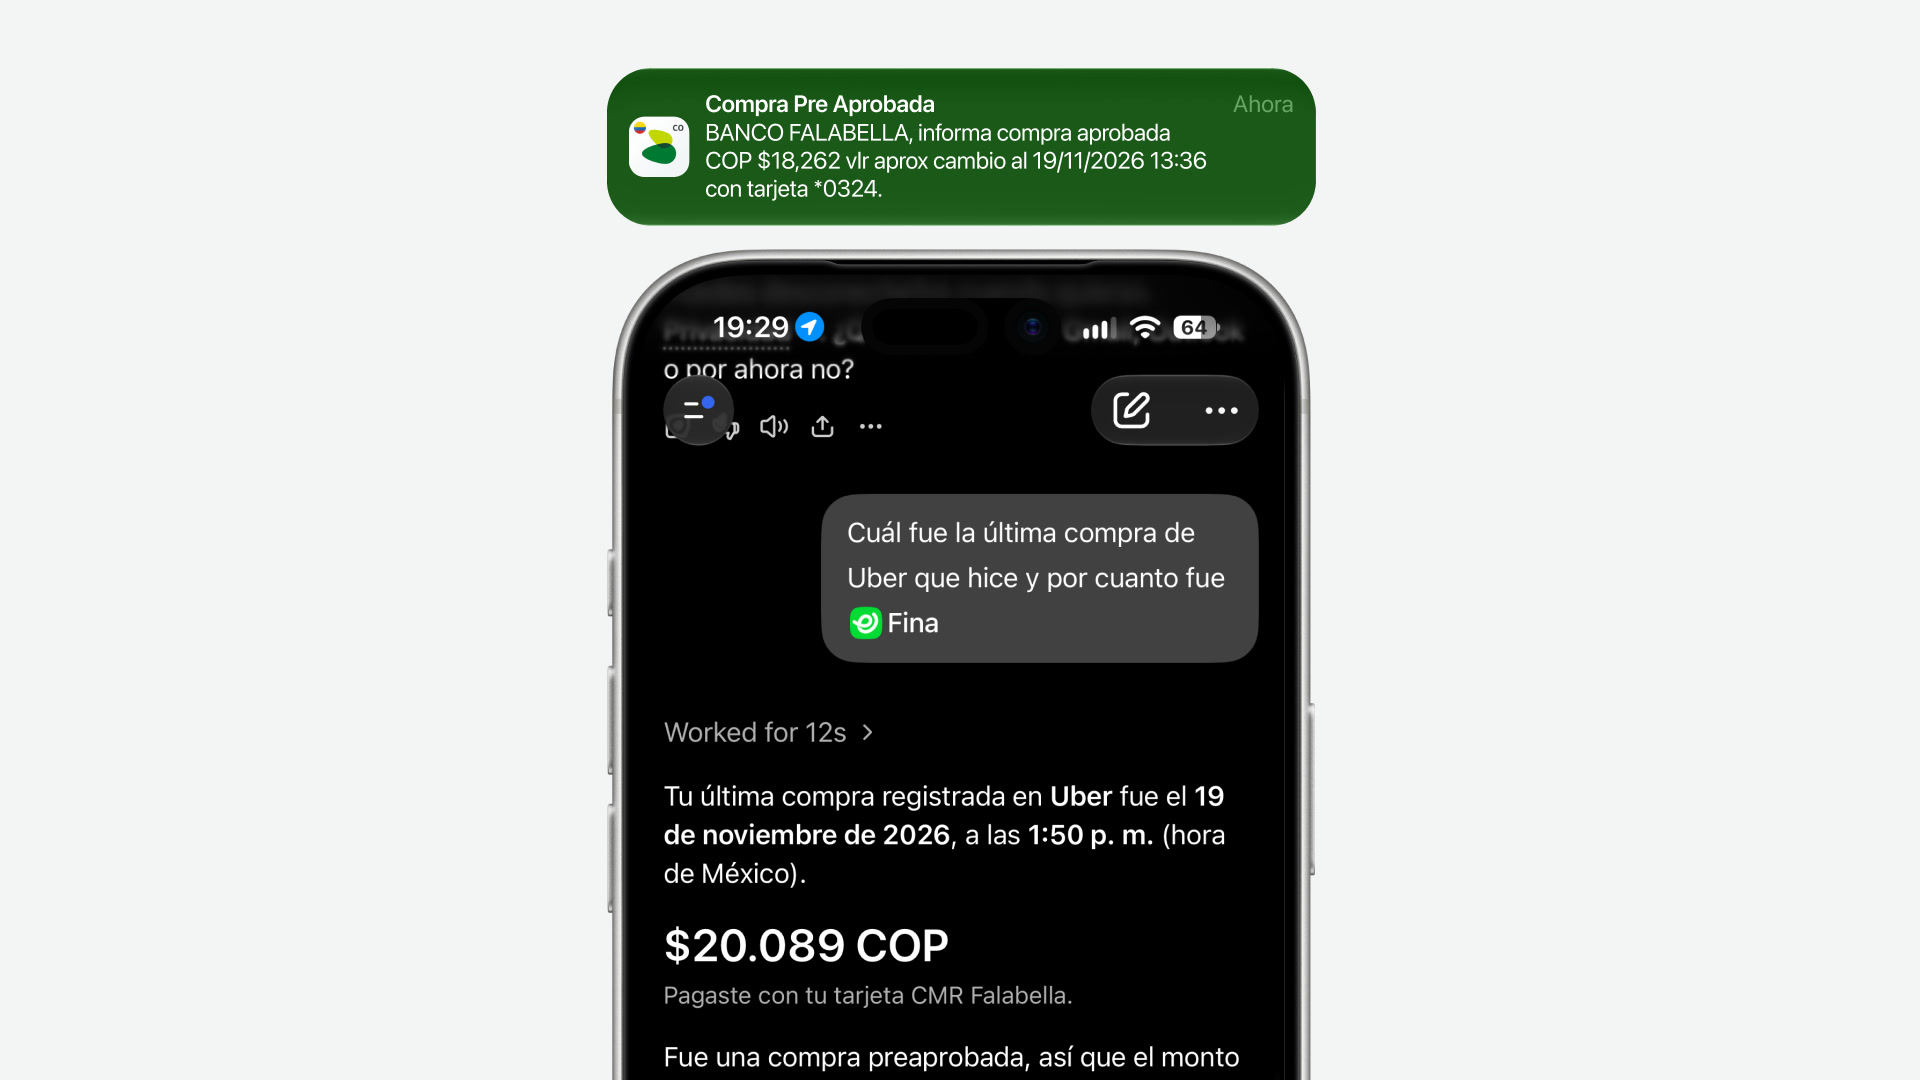 Compra Pre Aprobada
Ahora
CO
BANCO FALABELLA, informa compra aprobada
COP $18,262 vlr aprox cambio al 19/11/2026 13:36
con tarjeta *0324.
19:29
64
o por ahora no?
Cuál fue la última compra de
Uber que hice y por cuanto fue
Fina
Worked for 12s
Tu última compra registrada en Uber fue el 19
de noviembre de 2026, a las 1:50 p. m. (hora
de México).
$20.089 COP
Pagaste con tu tarjeta CMR Falabella.
Fue una compra preaprobada, así que el monto